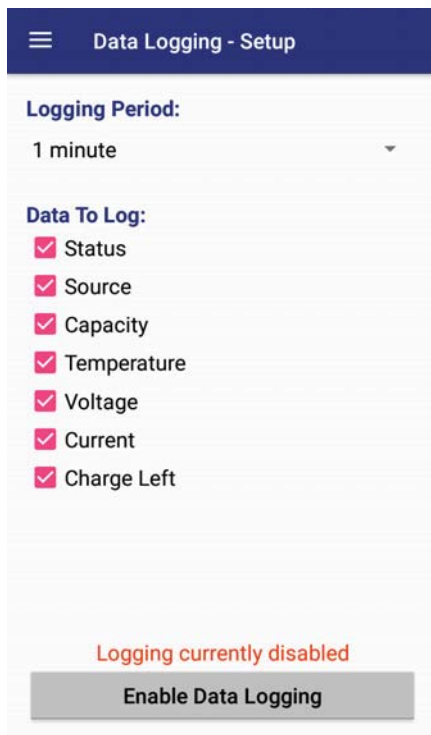 Data Logging - Setup
Logging Period:
1 minute
Data To Log:
Status
Source
Capacity
Temperature
Voltage
Current
Charge Left
Logging currently disabled
Enable Data Logging